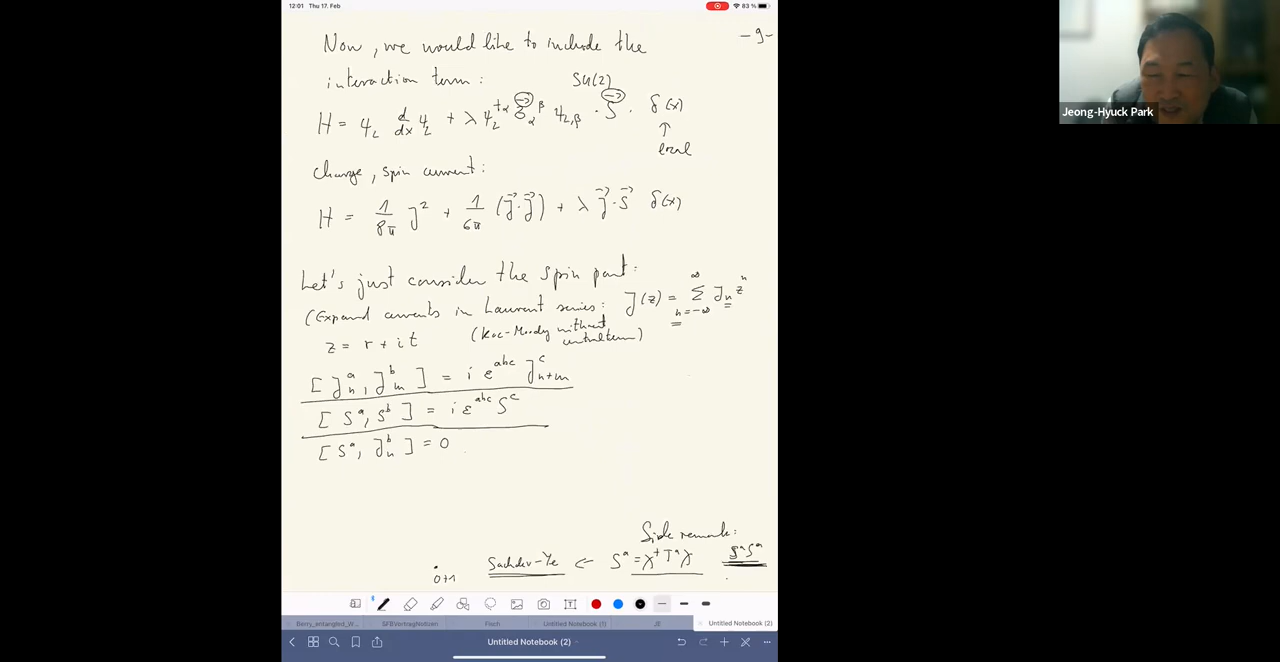 12:01 Thu 17. Feb
83 %
-9-
Now, we would like to include the
interaction term: SU(2)
H = ψ_L d/dx ψ_L + λ ψ_L^{†α} σ⃗_α^β ψ_{L,β} · S⃗ · δ(x)
↑
local
charge, spin current:
H = 1/8π J² + 1/6π (J⃗·J⃗) + λ J⃗·S⃗ δ(x)
Let's just consider the spin part:
(Expand currents in Laurent series: J(z) = Σ_{n=-∞}^{∞} J_n z^n
z = r + i t (Kac-Moody without
central term)
[J_n^a, J_m^b] = i ε^{abc} J_{n+m}^c
[S^a, S^b] = i ε^{abc} S^c
[S^a, J_n^b] = 0
Side remark:
Sachdev-Ye ← S^a = χ^† T^a χ S^a S^a
0+1
Berry_entangled_W... SFBVortragNotizen Fisch Untitled Notebook (1) JE Untitled Notebook (2)
Untitled Notebook (2)
Jeong-Hyuck Park